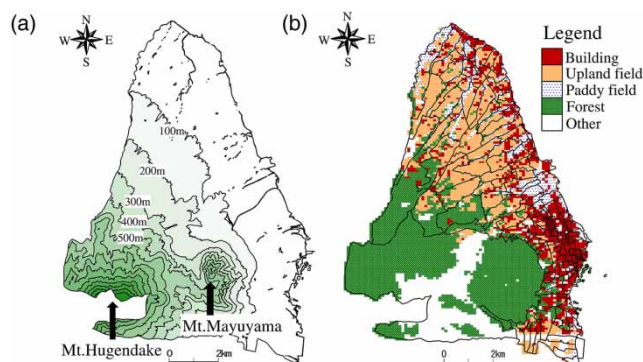 (a)
N
W E
S
100m
200m
300m
400m
500m
Mt.Mayuyama
Mt.Hugendake
0 2km
(b)
N
W E
S
Legend
Building
Upland field
Paddy field
Forest
Other
0 2km